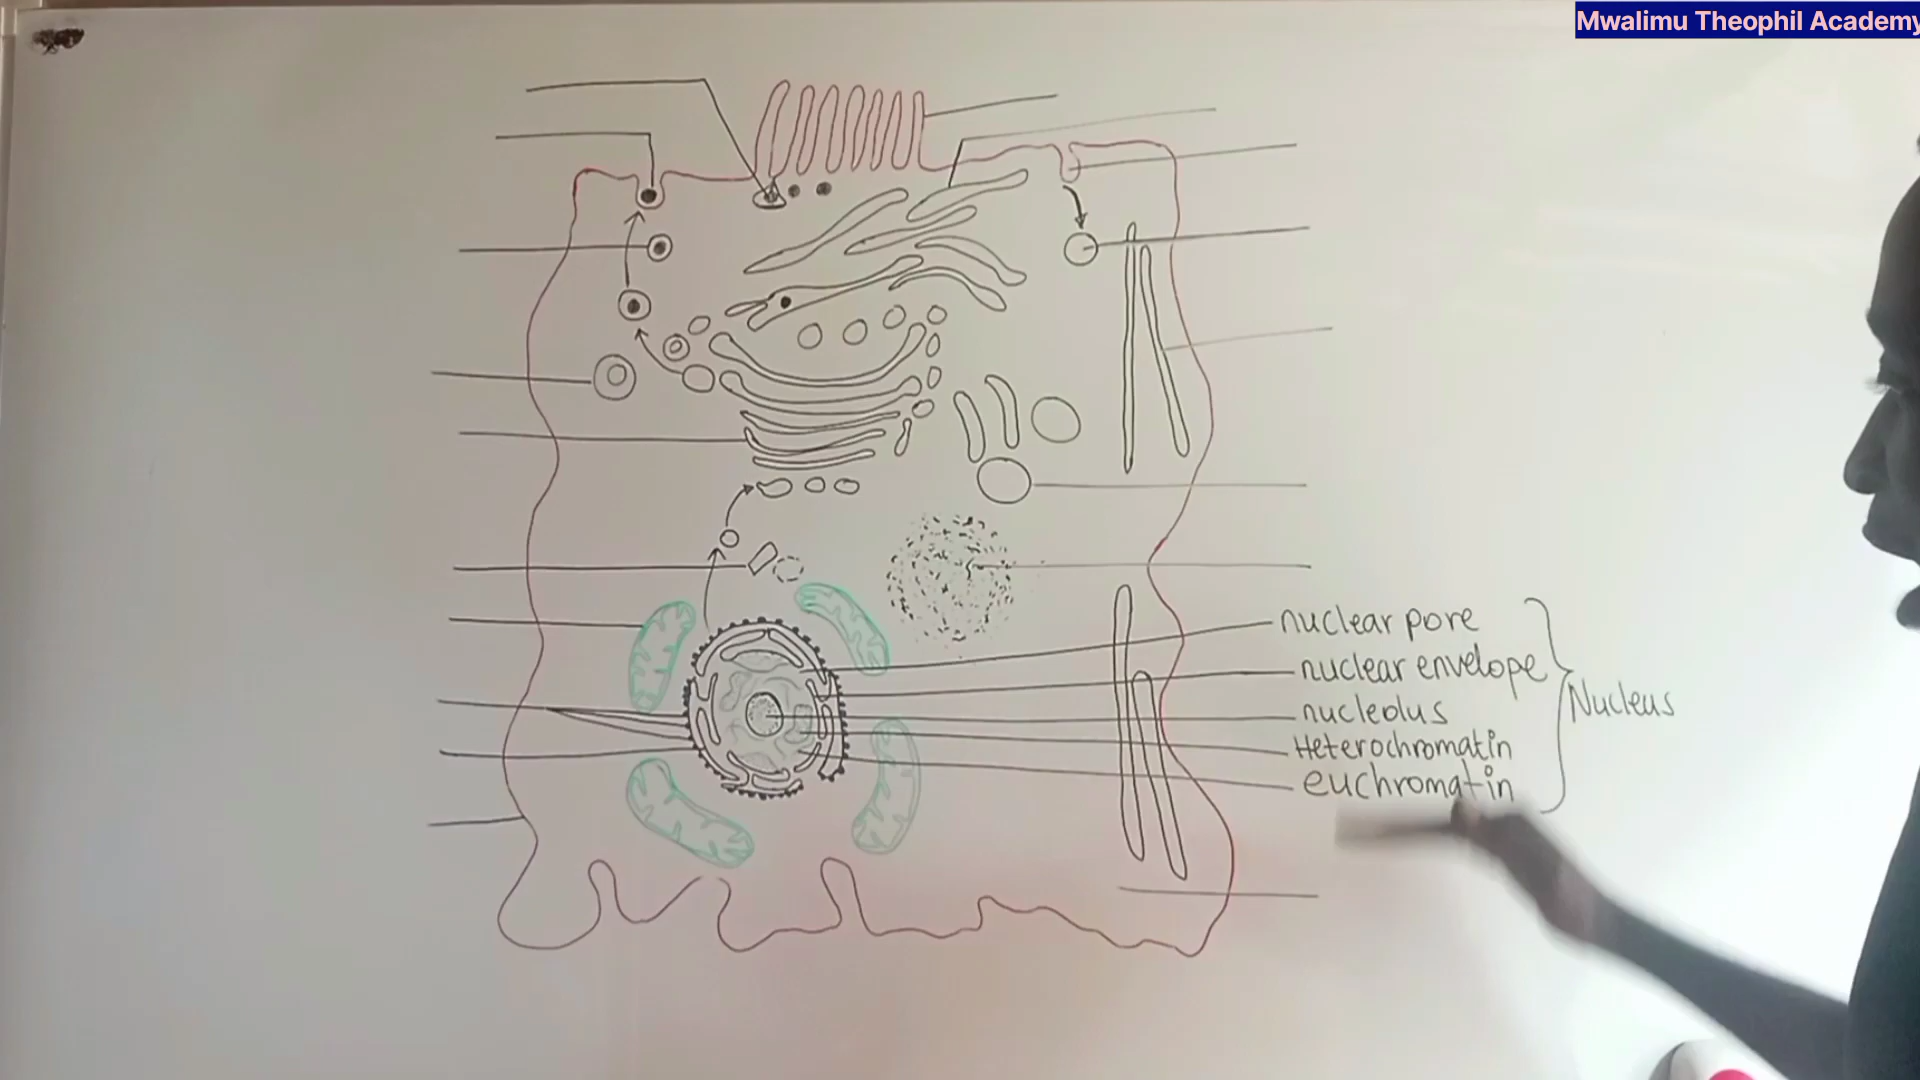 Mwalimu Theophil Academy
nuclear pore
nuclear envelope
nucleolus
Heterochromatin
euchromatin
Nucleus